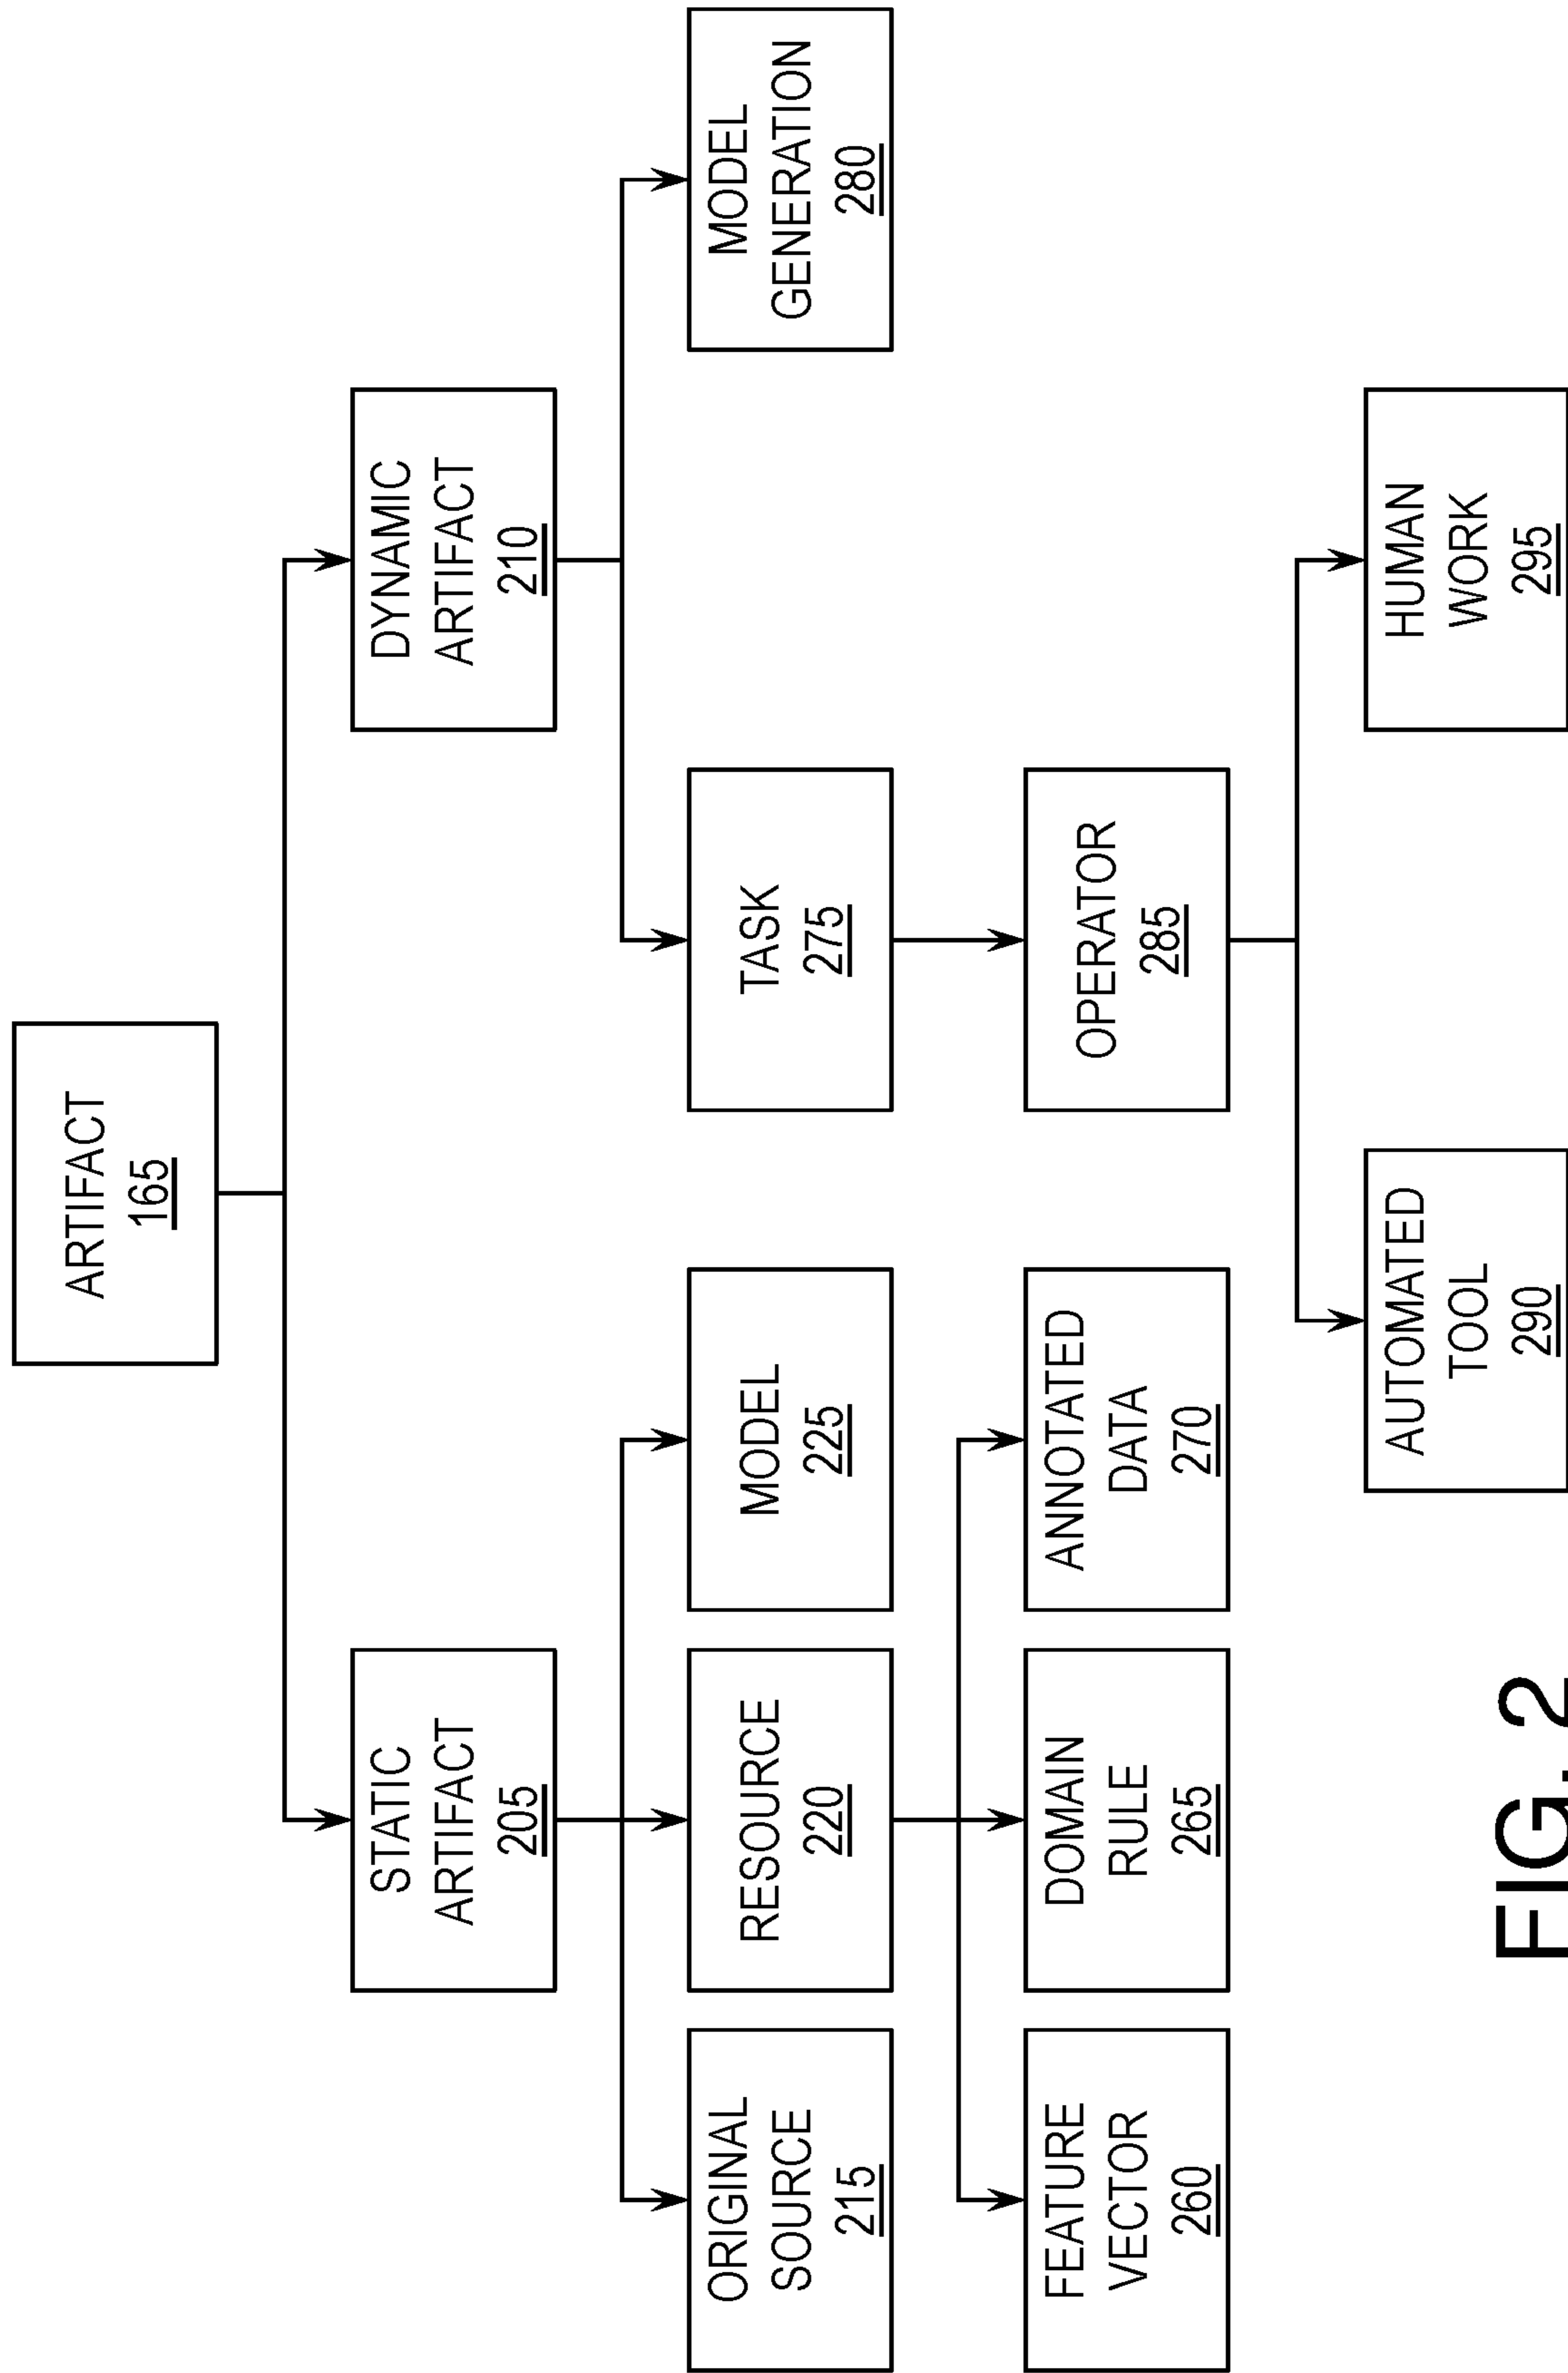 ARTIFACT
165
STATIC
ARTIFACT
205
DYNAMIC
ARTIFACT
210
ORIGINAL
SOURCE
215
RESOURCE
220
MODEL
225
TASK
275
MODEL
GENERATION
280
FEATURE
VECTOR
260
DOMAIN
RULE
265
ANNOTATED
DATA
270
OPERATOR
285
AUTOMATED
TOOL
290
HUMAN
WORK
295
FIG. 2